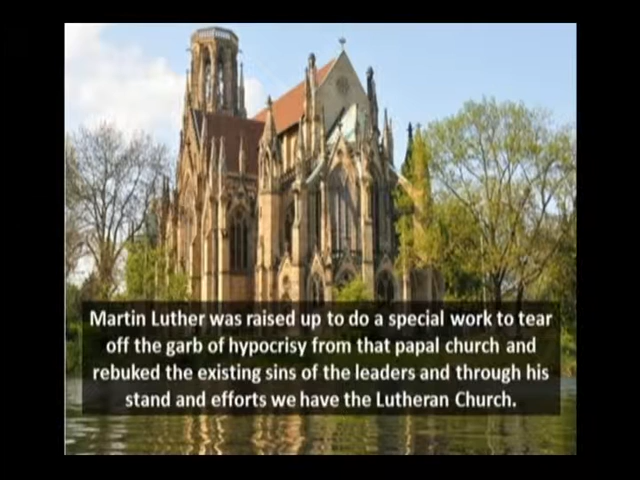 Martin Luther was raised up to do a special work to tear
off the garb of hypocrisy from that papal church and
rebuked the existing sins of the leaders and through his
stand and efforts we have the Lutheran Church.